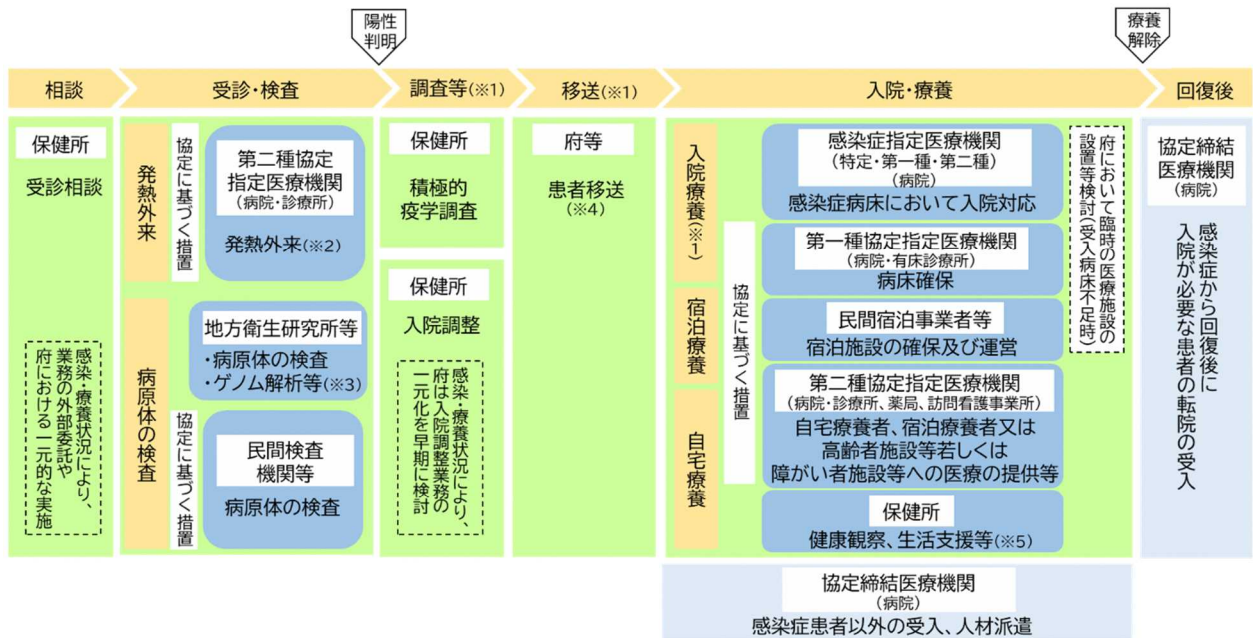 陽性
判明
療養
解除
相談
受診・検査
調査等(※1)
移送(※1)
入院・療養
回復後
保健所
受診相談
感染・療養状況により、
業務の外部委託や
府における一元的な実施
発熱外来
協定に基づく措置
第二種協定
指定医療機関
(病院・診療所)
発熱外来(※2)
病原体の検査
地方衛生研究所等
・病原体の検査
・ゲノム解析等(※3)
協定に基づく措置
民間検査
機関等
病原体の検査
保健所
積極的
疫学調査
保健所
入院調整
感染・療養状況により、
府は入院調整業務の
一元化を早期に検討
府等
患者移送
(※4)
入院療養(※1)
宿泊療養
自宅療養
協定に基づく措置
感染症指定医療機関
(特定・第一種・第二種)
(病院)
感染症病床において入院対応
第一種協定指定医療機関
(病院・有床診療所)
病床確保
民間宿泊事業者等
宿泊施設の確保及び運営
第二種協定指定医療機関
(病院・診療所、薬局、訪問看護事業所)
自宅療養者、宿泊療養者又は
高齢者施設等若しくは
障がい者施設等への医療の提供等
保健所
健康観察、生活支援等(※5)
府において臨時の医療施設の
設置等検討(受入病床不足時)
協定締結医療機関
(病院)
感染症患者以外の受入、人材派遣
協定締結
医療機関
(病院)
感染症から回復後に
入院が必要な患者の転院の受入